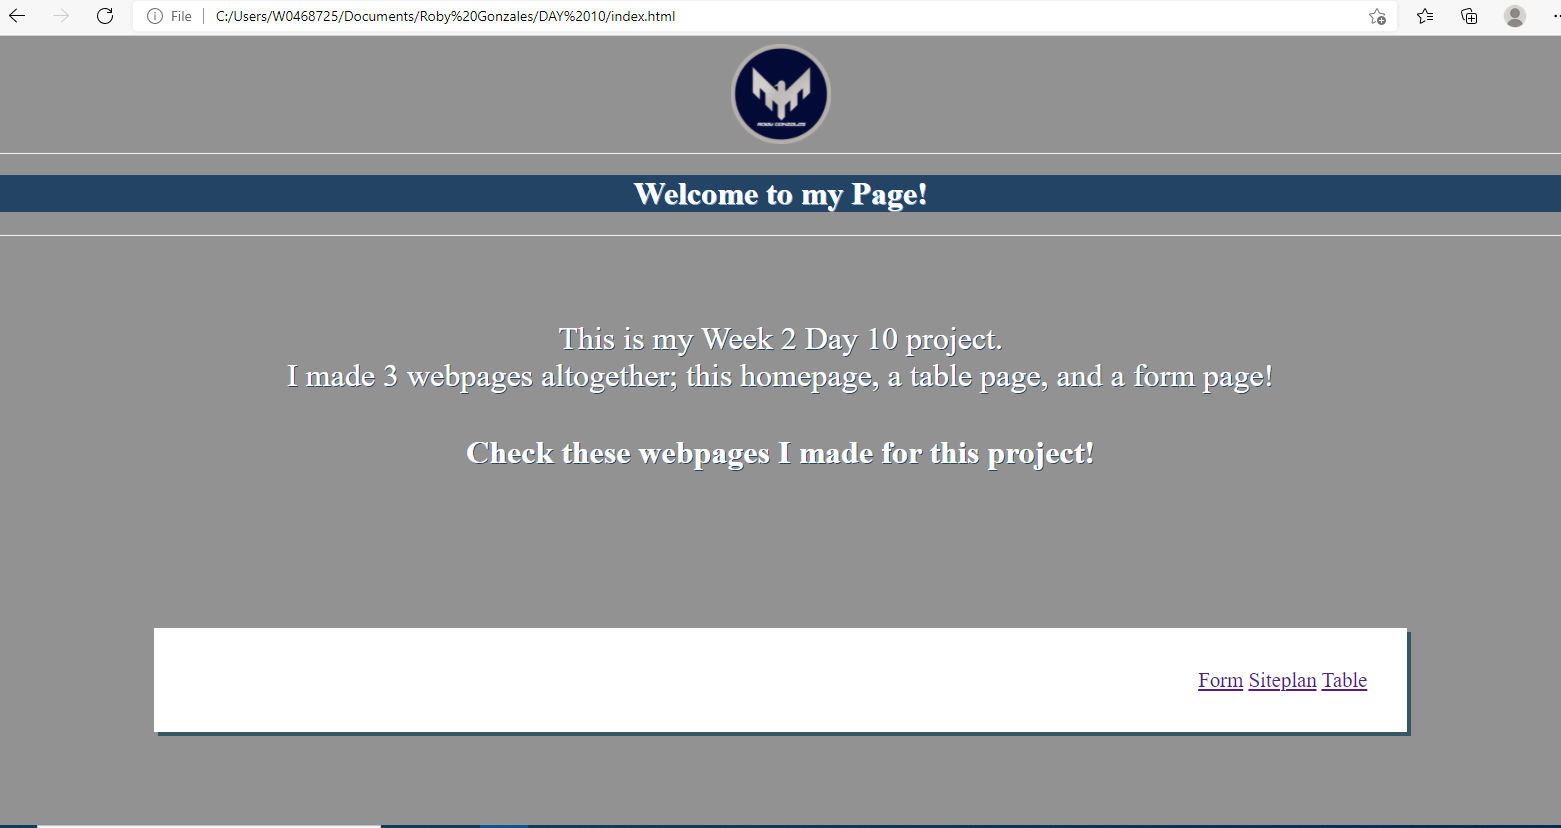 File C:/Users/W0468725/Documents/Roby%20Gonzales/DAY%2010/index.html
ROBY GONZALES
Welcome to my Page!
This is my Week 2 Day 10 project.
I made 3 webpages altogether; this homepage, a table page, and a form page!
Check these webpages I made for this project!
Form Siteplan Table